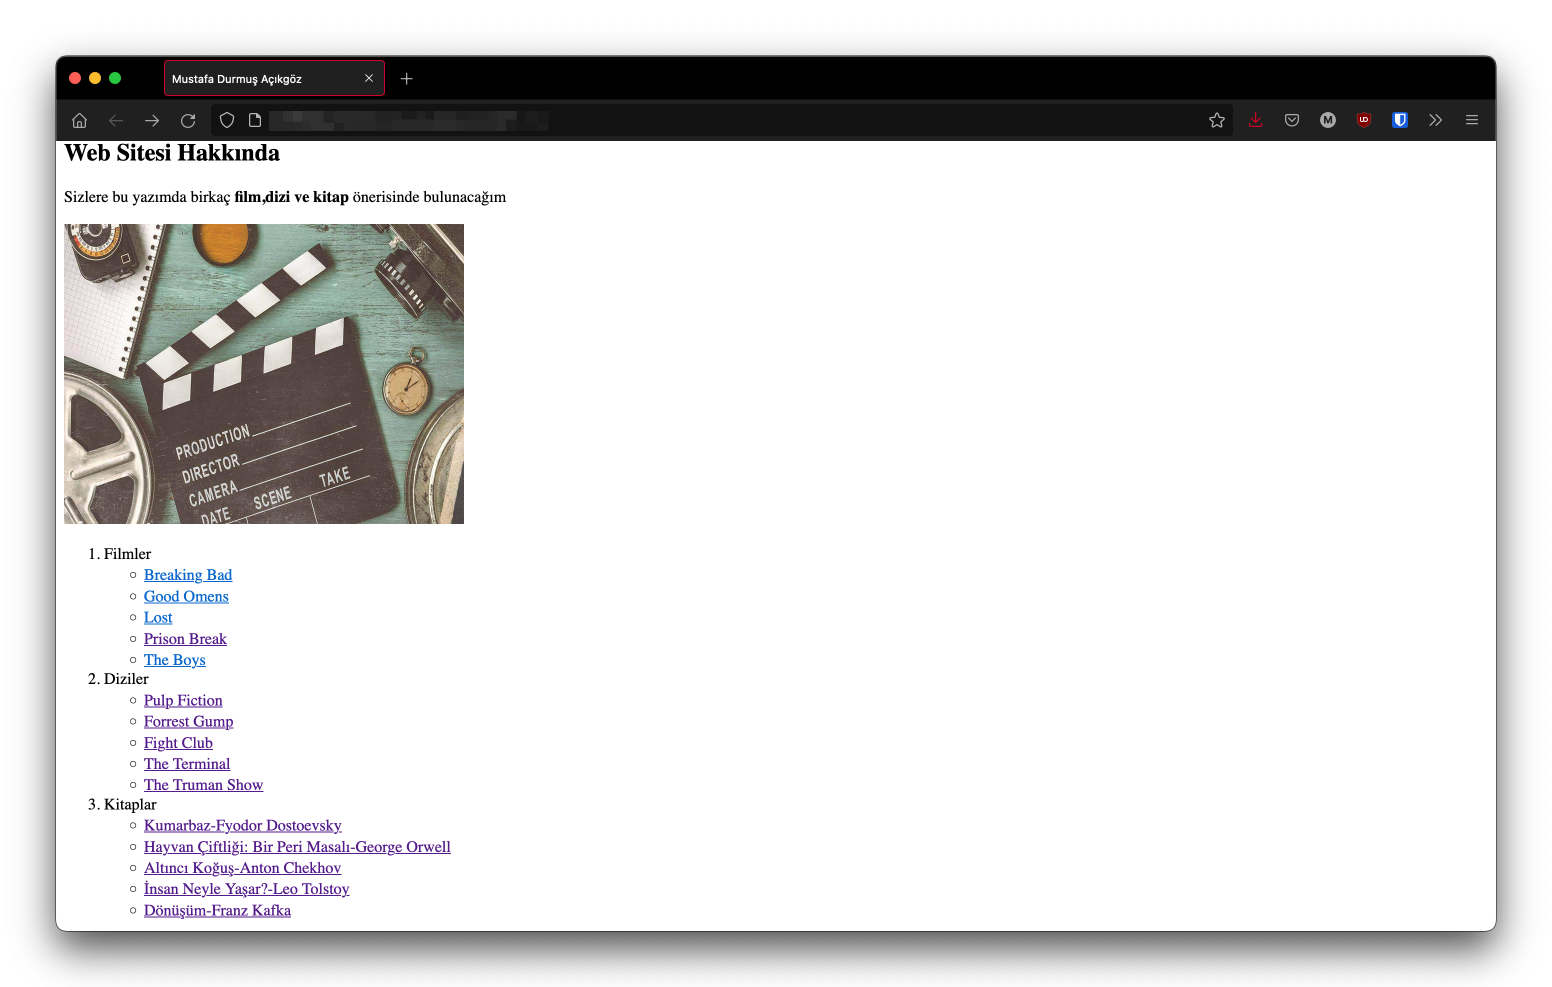 Mustafa Durmuş Açıkgöz
Web Sitesi Hakkında
Sizlere bu yazımda birkaç film,dizi ve kitap önerisinde bulunacağım
PRODUCTION
DIRECTOR
CAMERA
DATE SCENE TAKE
1. Filmler
Breaking Bad
Good Omens
Lost
Prison Break
The Boys
2. Diziler
Pulp Fiction
Forrest Gump
Fight Club
The Terminal
The Truman Show
3. Kitaplar
Kumarbaz-Fyodor Dostoevsky
Hayvan Çiftliği: Bir Peri Masalı-George Orwell
Altıncı Koğuş-Anton Chekhov
İnsan Neyle Yaşar?-Leo Tolstoy
Dönüşüm-Franz Kafka